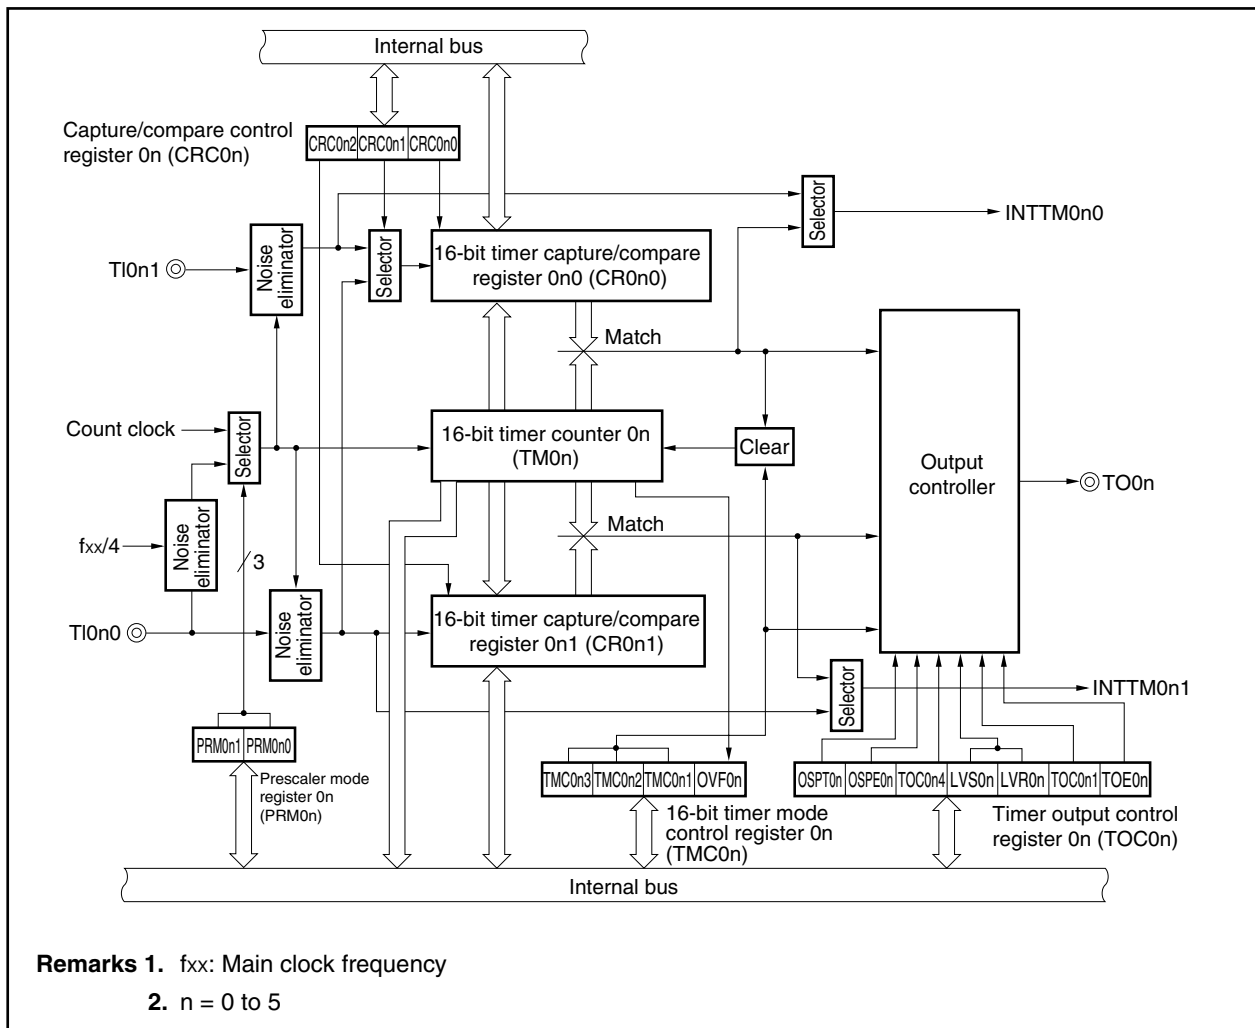 Internal bus
Capture/compare control
register 0n (CRC0n)
CRC0n2 CRC0n1 CRC0n0
Selector
INTTM0n0
TI0n1
Noise
eliminator
Selector
16-bit timer capture/compare
register 0n0 (CR0n0)
Match
Count clock
Selector
16-bit timer counter 0n
(TM0n)
Clear
Output
controller
TO0n
fxx/4
Noise
eliminator
3
Match
TI0n0
Noise
eliminator
16-bit timer capture/compare
register 0n1 (CR0n1)
Selector
INTTM0n1
PRM0n1 PRM0n0
Prescaler mode
register 0n
(PRM0n)
TMC0n3 TMC0n2 TMC0n1 OVF0n
16-bit timer mode
control register 0n
(TMC0n)
OSPT0n OSPE0n TOC0n4 LVS0n LVR0n TOC0n1 TOE0n
Timer output control
register 0n (TOC0n)
Internal bus
Remarks 1. fxx: Main clock frequency
2. n = 0 to 5